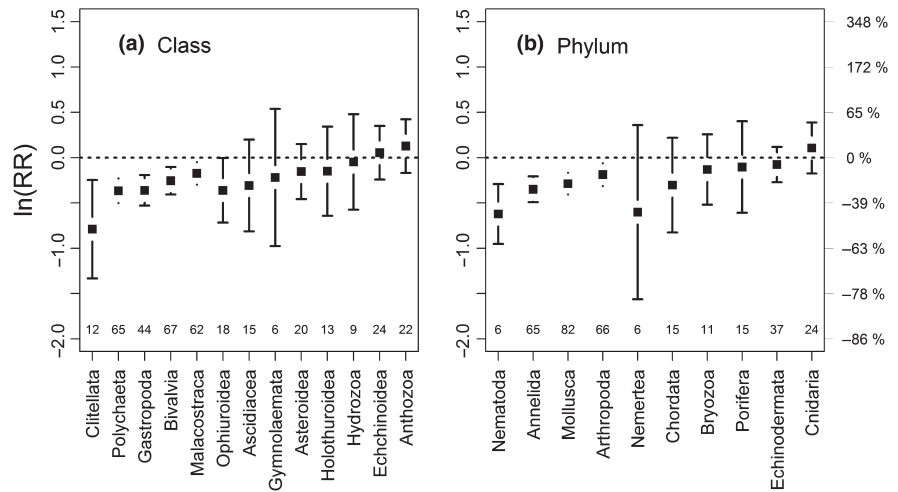 (a) Class
(b) Phylum
ln(RR)
1.5
1.0
0.5
0.0
−1.0
−2.0
1.5
1.0
0.5
0.0
−1.0
−2.0
348 %
172 %
65 %
0 %
−39 %
−63 %
−78 %
−86 %
12 65 44 67 62 18 15 6 20 13 9 24 22
6 65 82 66 6 15 11 15 37 24
Clitellata
Polychaeta
Gastropoda
Bivalvia
Malacostraca
Ophiuroidea
Ascidiacea
Gymnolaemata
Asteroidea
Holothuroidea
Hydrozoa
Echchinoidea
Anthozoa
Nematoda
Annelida
Mollusca
Arthropoda
Nemertea
Chordata
Bryozoa
Porifera
Echinodermata
Cnidaria